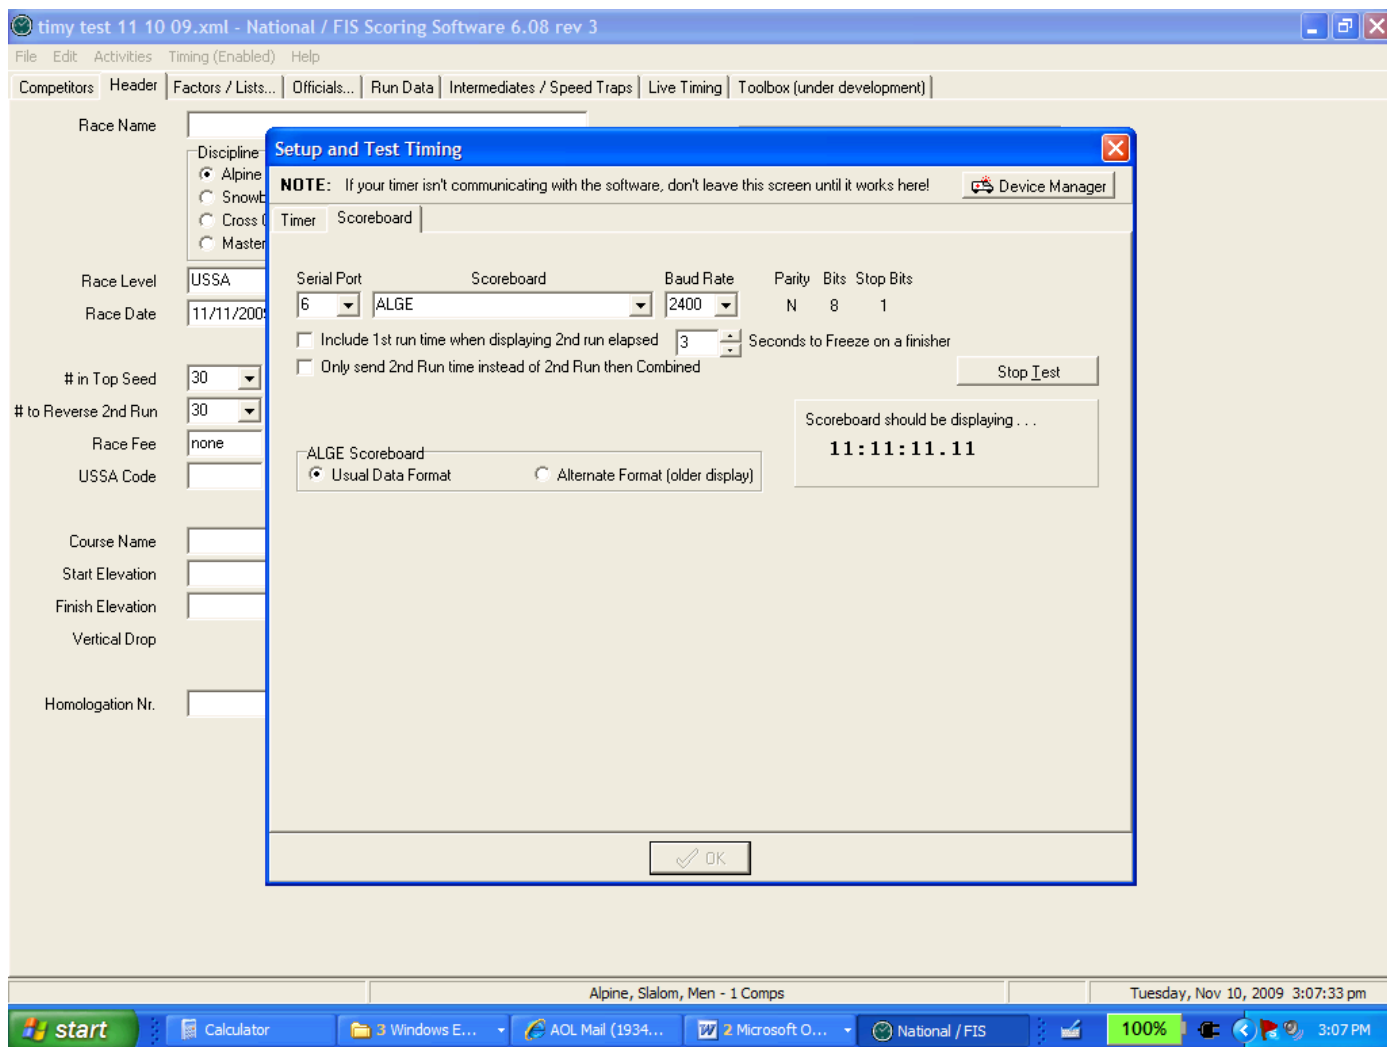 timy test 11 10 09.xml - National / FIS Scoring Software 6.08 rev 3
File Edit Activities Timing (Enabled) Help
Competitors Header Factors / Lists... Officials... Run Data Intermediates / Speed Traps Live Timing Toolbox (under development)
Race Name
Discipline
Alpine
Snowb
Cross
Master
Race Level USSA
Race Date 11/11/200
# in Top Seed 30
# to Reverse 2nd Run 30
Race Fee none
USSA Code
Course Name
Start Elevation
Finish Elevation
Vertical Drop
Homologation Nr.
Setup and Test Timing
NOTE: If your timer isn't communicating with the software, don't leave this screen until it works here! Device Manager
Timer Scoreboard
Serial Port Scoreboard Baud Rate Parity Bits Stop Bits
6 ALGE 2400 N 8 1
Include 1st run time when displaying 2nd run elapsed 3 Seconds to Freeze on a finisher
Only send 2nd Run time instead of 2nd Run then Combined
Stop Test
Scoreboard should be displaying . . .
11:11:11.11
ALGE Scoreboard
Usual Data Format Alternate Format (older display)
OK
Alpine, Slalom, Men - 1 Comps Tuesday, Nov 10, 2009 3:07:33 pm
start Calculator 3 Windows E... AOL Mail (1934... 2 Microsoft O... National / FIS 100% 3:07 PM